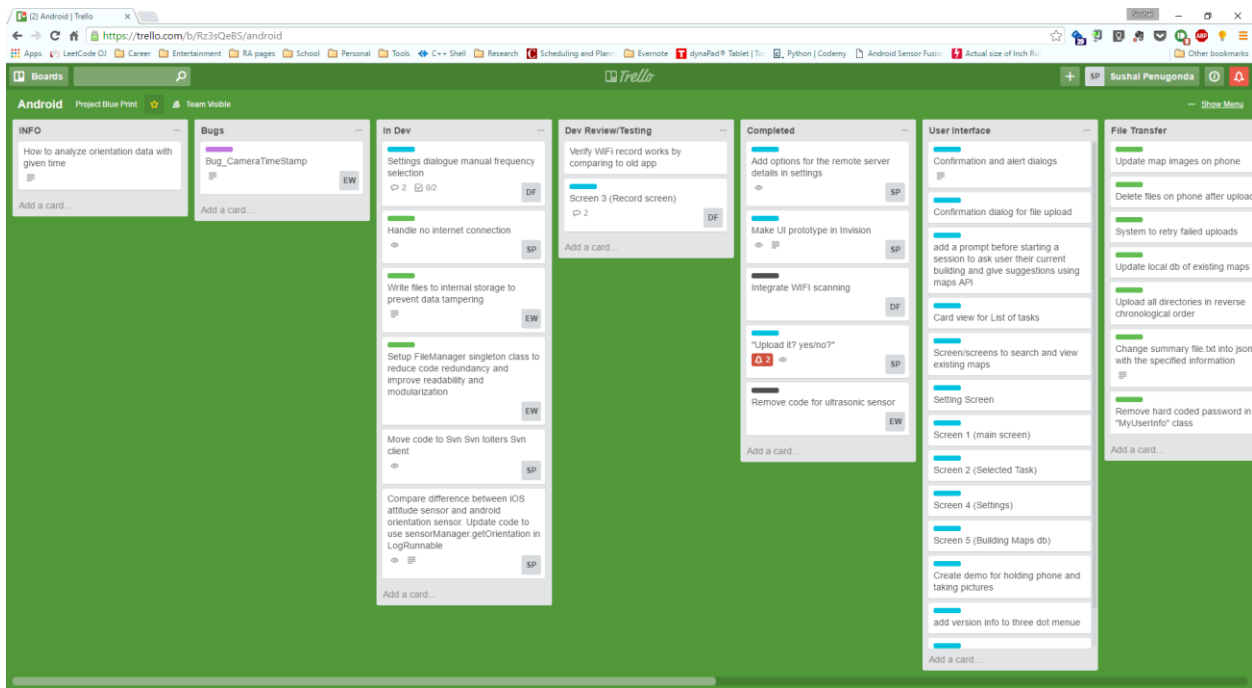 (2) Android | Trello
Sushal
https://trello.com/b/Rz3sQeBS/android
Apps LeetCode OJ Career Entertainment RA pages School Personal Tools C++ Shell Research Scheduling and Plann Evernote dynaPad® Tablet | To Python | Codemy Android Sensor Fusio Actual size of Inch Ru Other bookmarks
Boards Trello + SP Sushal Penugonda
Android Project Blue Print Team Visible ... Show Menu
INFO ...
How to analyze orientation data with
given time
Add a card...
Bugs ...
Bug_CameraTimeStamp
EW
Add a card...
In Dev ...
Settings dialogue manual frequency
selection
2 0/2 DF
Handle no internet connection
SP
Write files to internal storage to
prevent data tampering
EW
Setup FileManager singleton class to
reduce code redundancy and
improve readability and
modularization
EW
Move code to Svn Svn toiters Svn
client
SP
Compare difference between iOS
attitude sensor and android
orientation sensor. Update code to
use sensorManager.getOrientation in
LogRunnable
SP
Add a card...
Dev Review/Testing ...
Verify WiFi record works by
comparing to old app
Screen 3 (Record screen)
2 DF
Add a card...
Completed ...
Add options for the remote server
details in settings
SP
Make UI prototype in Invision
SP
Integrate WIFI scanning
DF
"Upload it? yes/no?"
2 SP
Remove code for ultrasonic sensor
EW
Add a card...
User Interface ...
Confirmation and alert dialogs
Confirmation dialog for file upload
add a prompt before starting a
session to ask user their current
building and give suggestions using
maps API
Card view for List of tasks
Screen/screens to search and view
existing maps
Setting Screen
Screen 1 (main screen)
Screen 2 (Selected Task)
Screen 4 (Settings)
Screen 5 (Building Maps db)
Create demo for holding phone and
taking pictures
add version info to three dot menue
Add a card...
File Transfer
Update map images on phone
Delete files on phone after upload
System to retry failed uploads
Update local db of existing maps
Upload all directories in reverse
chronological order
Change summary file.txt into json
with the specified information
Remove hard coded password in
"MyUserInfo" class
Add a card...